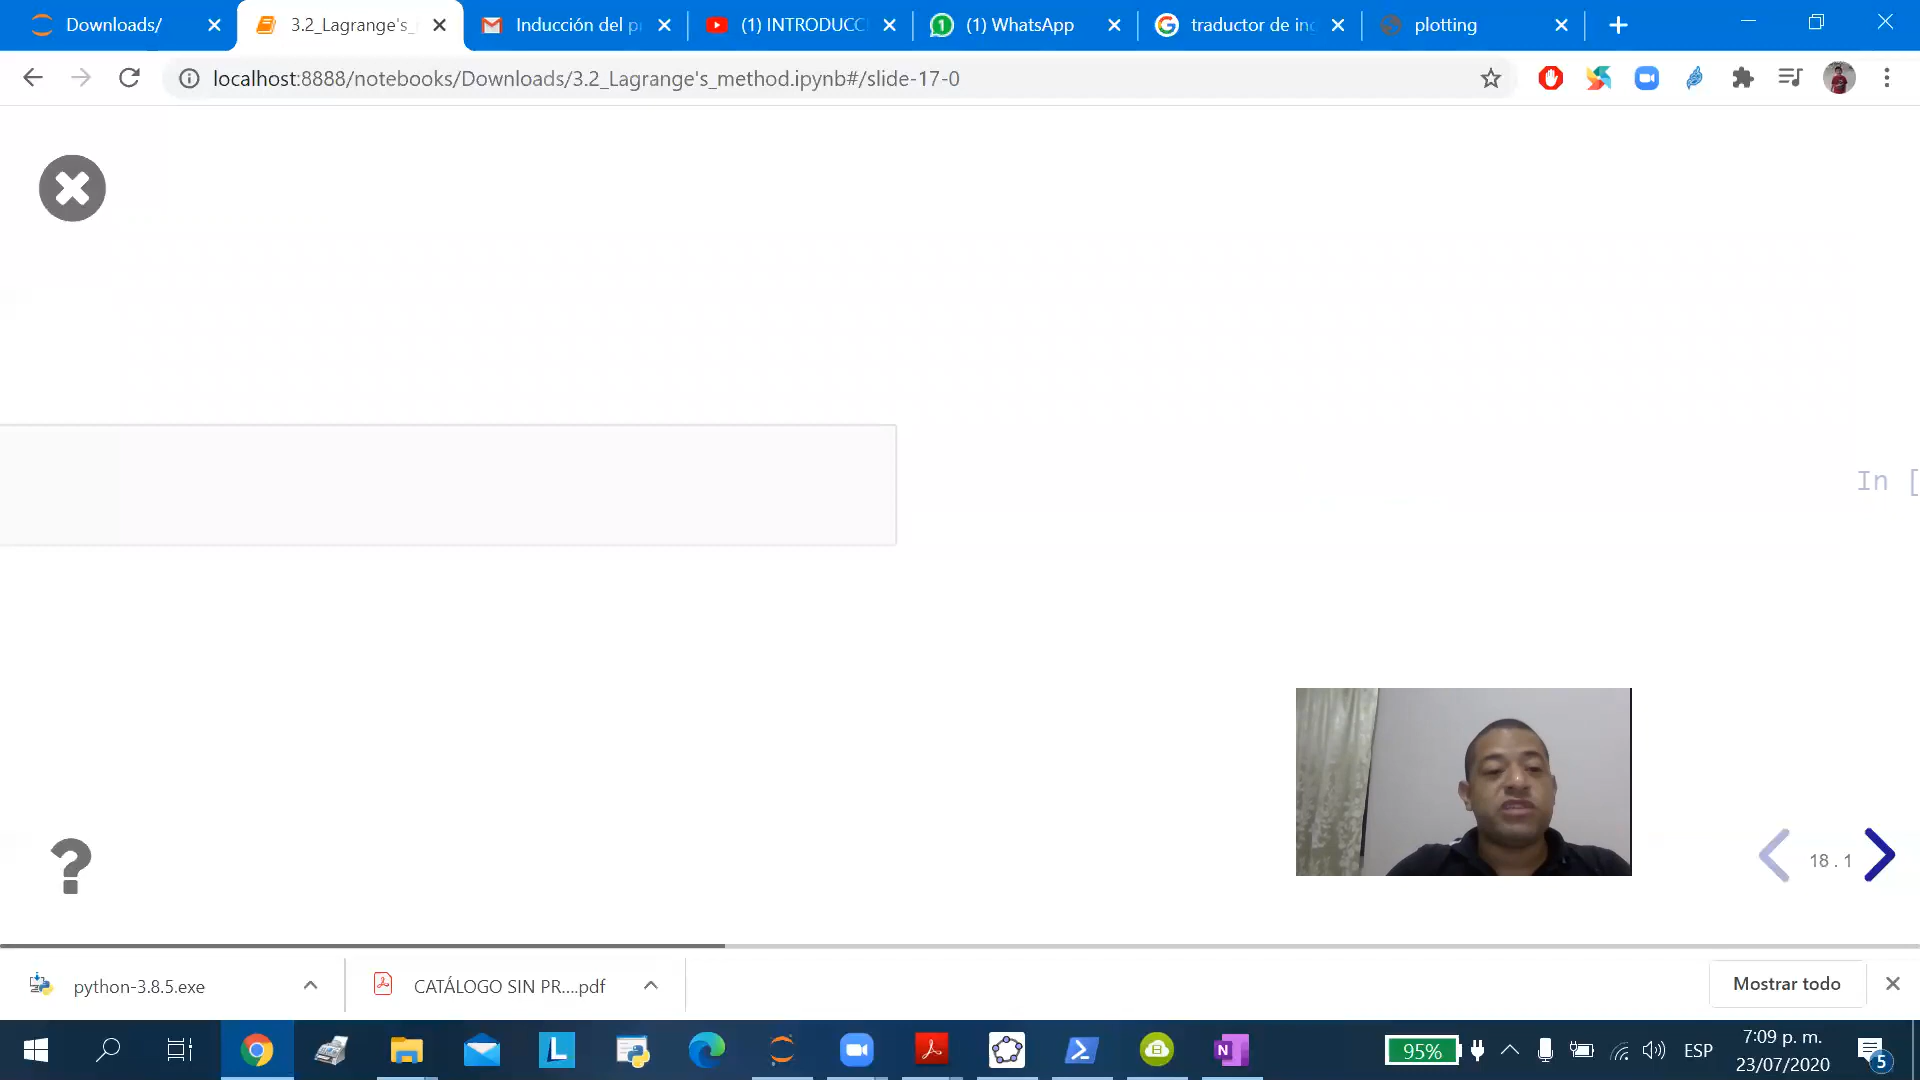 Downloads/
3.2_Lagrange's_
Inducción del p
(1) INTRODUCC
(1) WhatsApp
traductor de in
plotting
localhost:8888/notebooks/Downloads/3.2_Lagrange's_method.ipynb#/slide-17-0
In [
18 . 1
python-3.8.5.exe
CATÁLOGO SIN PR....pdf
Mostrar todo
95%
ESP
7:09 p. m.
23/07/2020
5